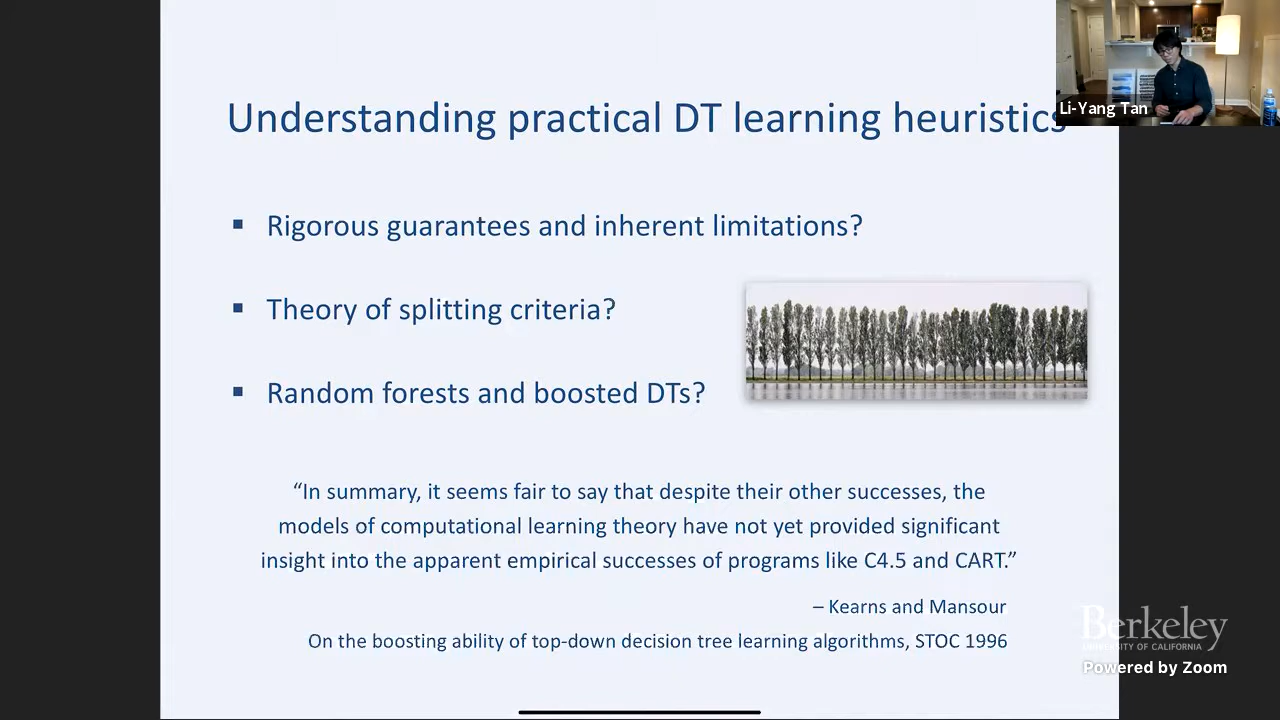 Understanding practical DT learning heuristics
Li-Yang Tan
▪ Rigorous guarantees and inherent limitations?
▪ Theory of splitting criteria?
▪ Random forests and boosted DTs?
“In summary, it seems fair to say that despite their other successes, the
models of computational learning theory have not yet provided significant
insight into the apparent empirical successes of programs like C4.5 and CART.”
– Kearns and Mansour
On the boosting ability of top-down decision tree learning algorithms, STOC 1996
Berkeley
UNIVERSITY OF CALIFORNIA
Powered by Zoom